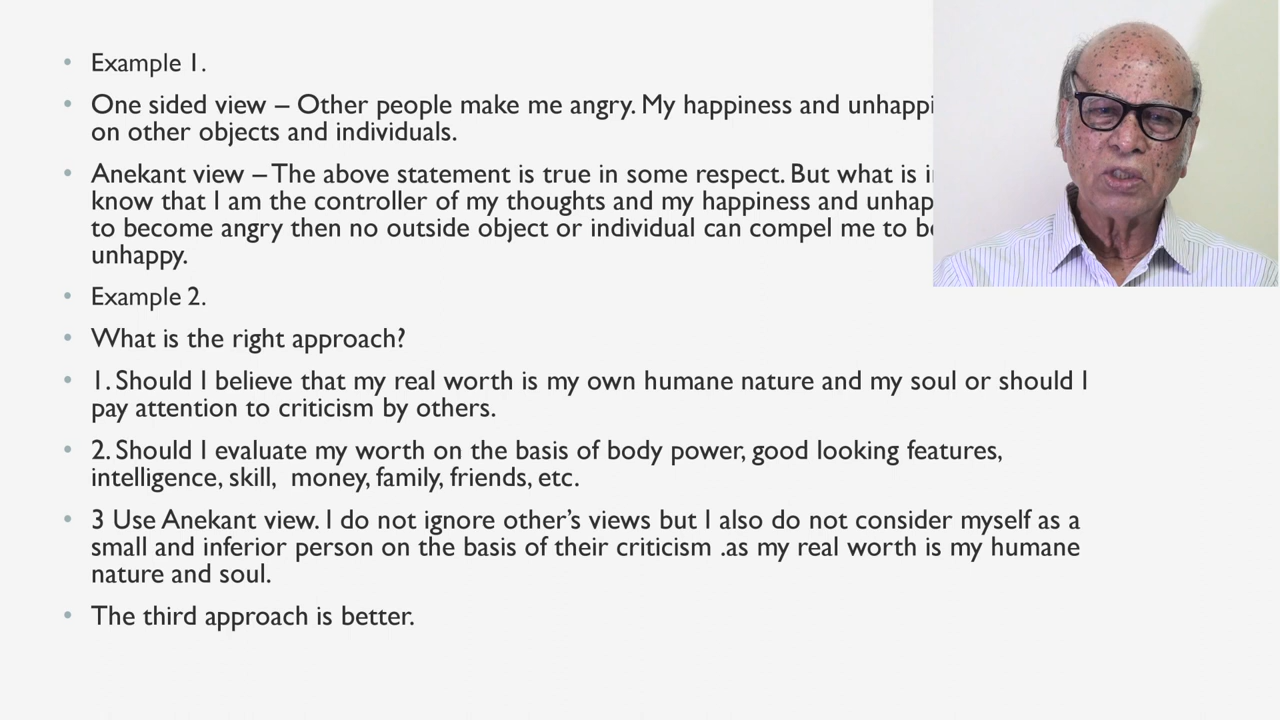 Example 1.
One sided view – Other people make me angry. My happiness and
on other objects and individuals.
Anekant view – The above statement is true in some respect. But what is
know that I am the controller of my thoughts and my happiness and
to become angry then no outside object or individual can compel me to
unhappy.
Example 2.
What is the right approach?
1. Should I believe that my real worth is my own humane nature and my soul or should I
pay attention to criticism by others.
2. Should I evaluate my worth on the basis of body power, good looking features,
intelligence, skill,  money, family, friends, etc.
3 Use Anekant view. I do not ignore other’s views but I also do not consider myself as a
small and inferior person on the basis of their criticism .as my real worth is my humane
nature and soul.
The third approach is better.